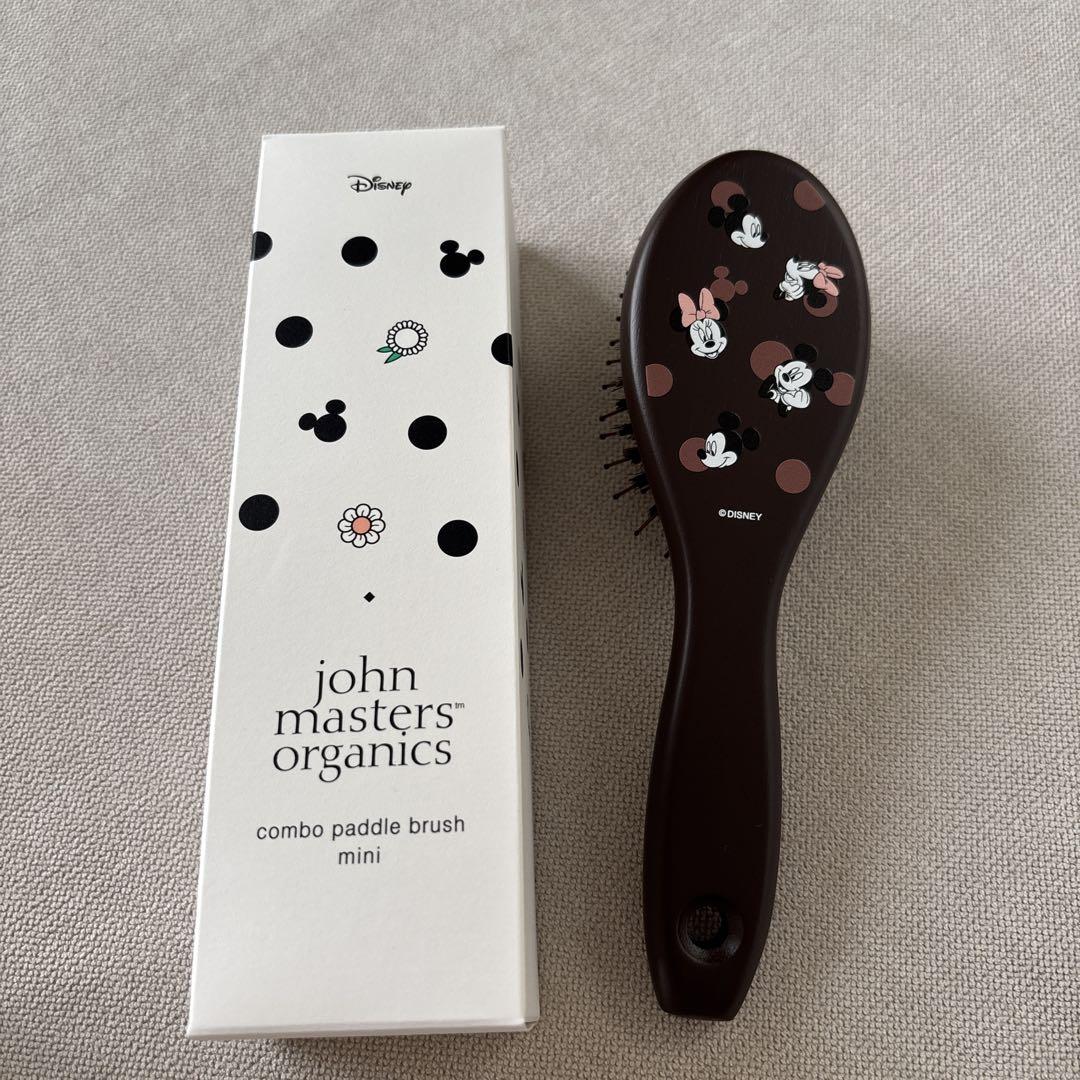 Disney
john
masters™
organics
combo paddle brush
mini
©DISNEY